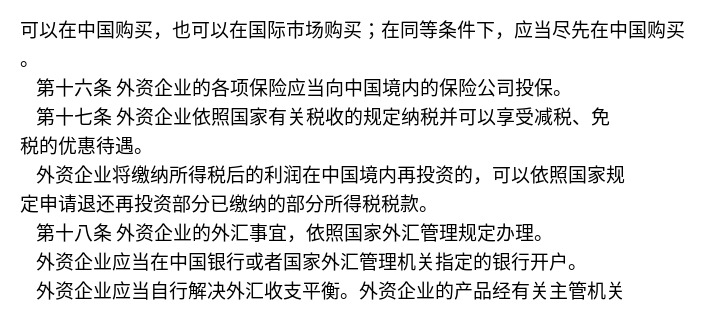 可以在中国购买，也可以在国际市场购买；在同等条件下，应当尽先在中国购买
。
第十六条 外资企业的各项保险应当向中国境内的保险公司投保。
第十七条 外资企业依照国家有关税收的规定纳税并可以享受减税、免
税的优惠待遇。
外资企业将缴纳所得税后的利润在中国境内再投资的，可以依照国家规
定申请退还再投资部分已缴纳的部分所得税税款。
第十八条 外资企业的外汇事宜，依照国家外汇管理规定办理。
外资企业应当在中国银行或者国家外汇管理机关指定的银行开户。
外资企业应当自行解决外汇收支平衡。外资企业的产品经有关主管机关